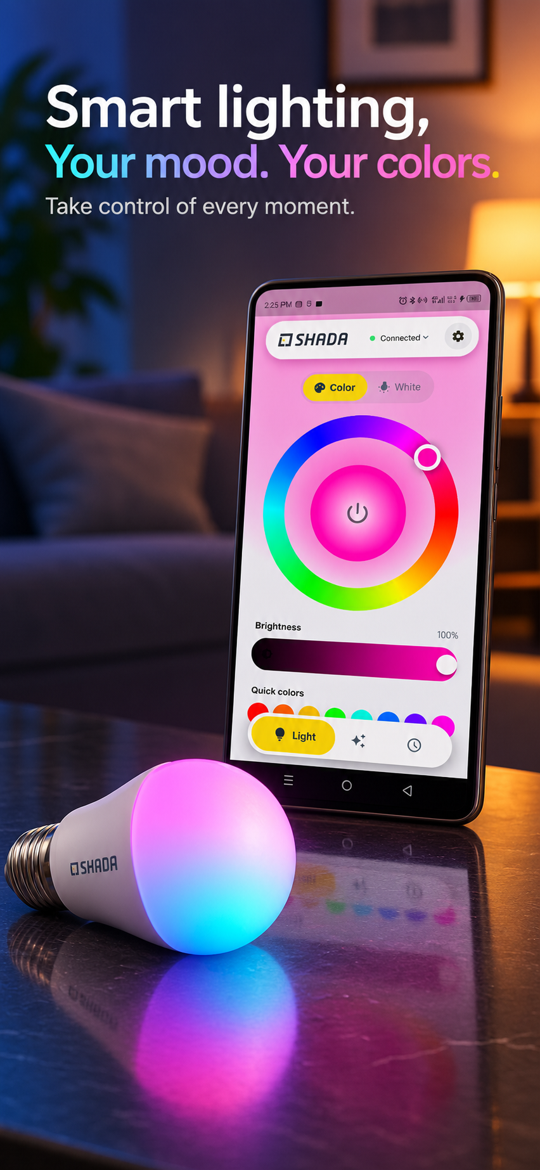 Smart lighting,
Your mood. Your colors.
Take control of every moment.
2:25 PM
SHADA
Connected
Color
White
Brightness
100%
Quick colors
Light
SHADA